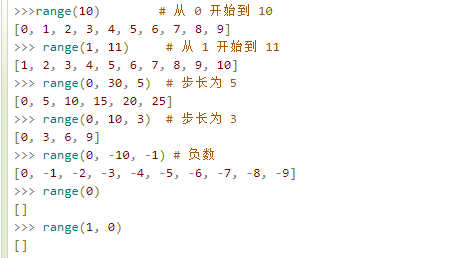 >>>range(10)        # 从 0 开始到 10
[0, 1, 2, 3, 4, 5, 6, 7, 8, 9]
>>> range(1, 11)     # 从 1 开始到 11
[1, 2, 3, 4, 5, 6, 7, 8, 9, 10]
>>> range(0, 30, 5)  # 步长为 5
[0, 5, 10, 15, 20, 25]
>>> range(0, 10, 3)  # 步长为 3
[0, 3, 6, 9]
>>> range(0, -10, -1) # 负数
[0, -1, -2, -3, -4, -5, -6, -7, -8, -9]
>>> range(0)
[]
>>> range(1, 0)
[]